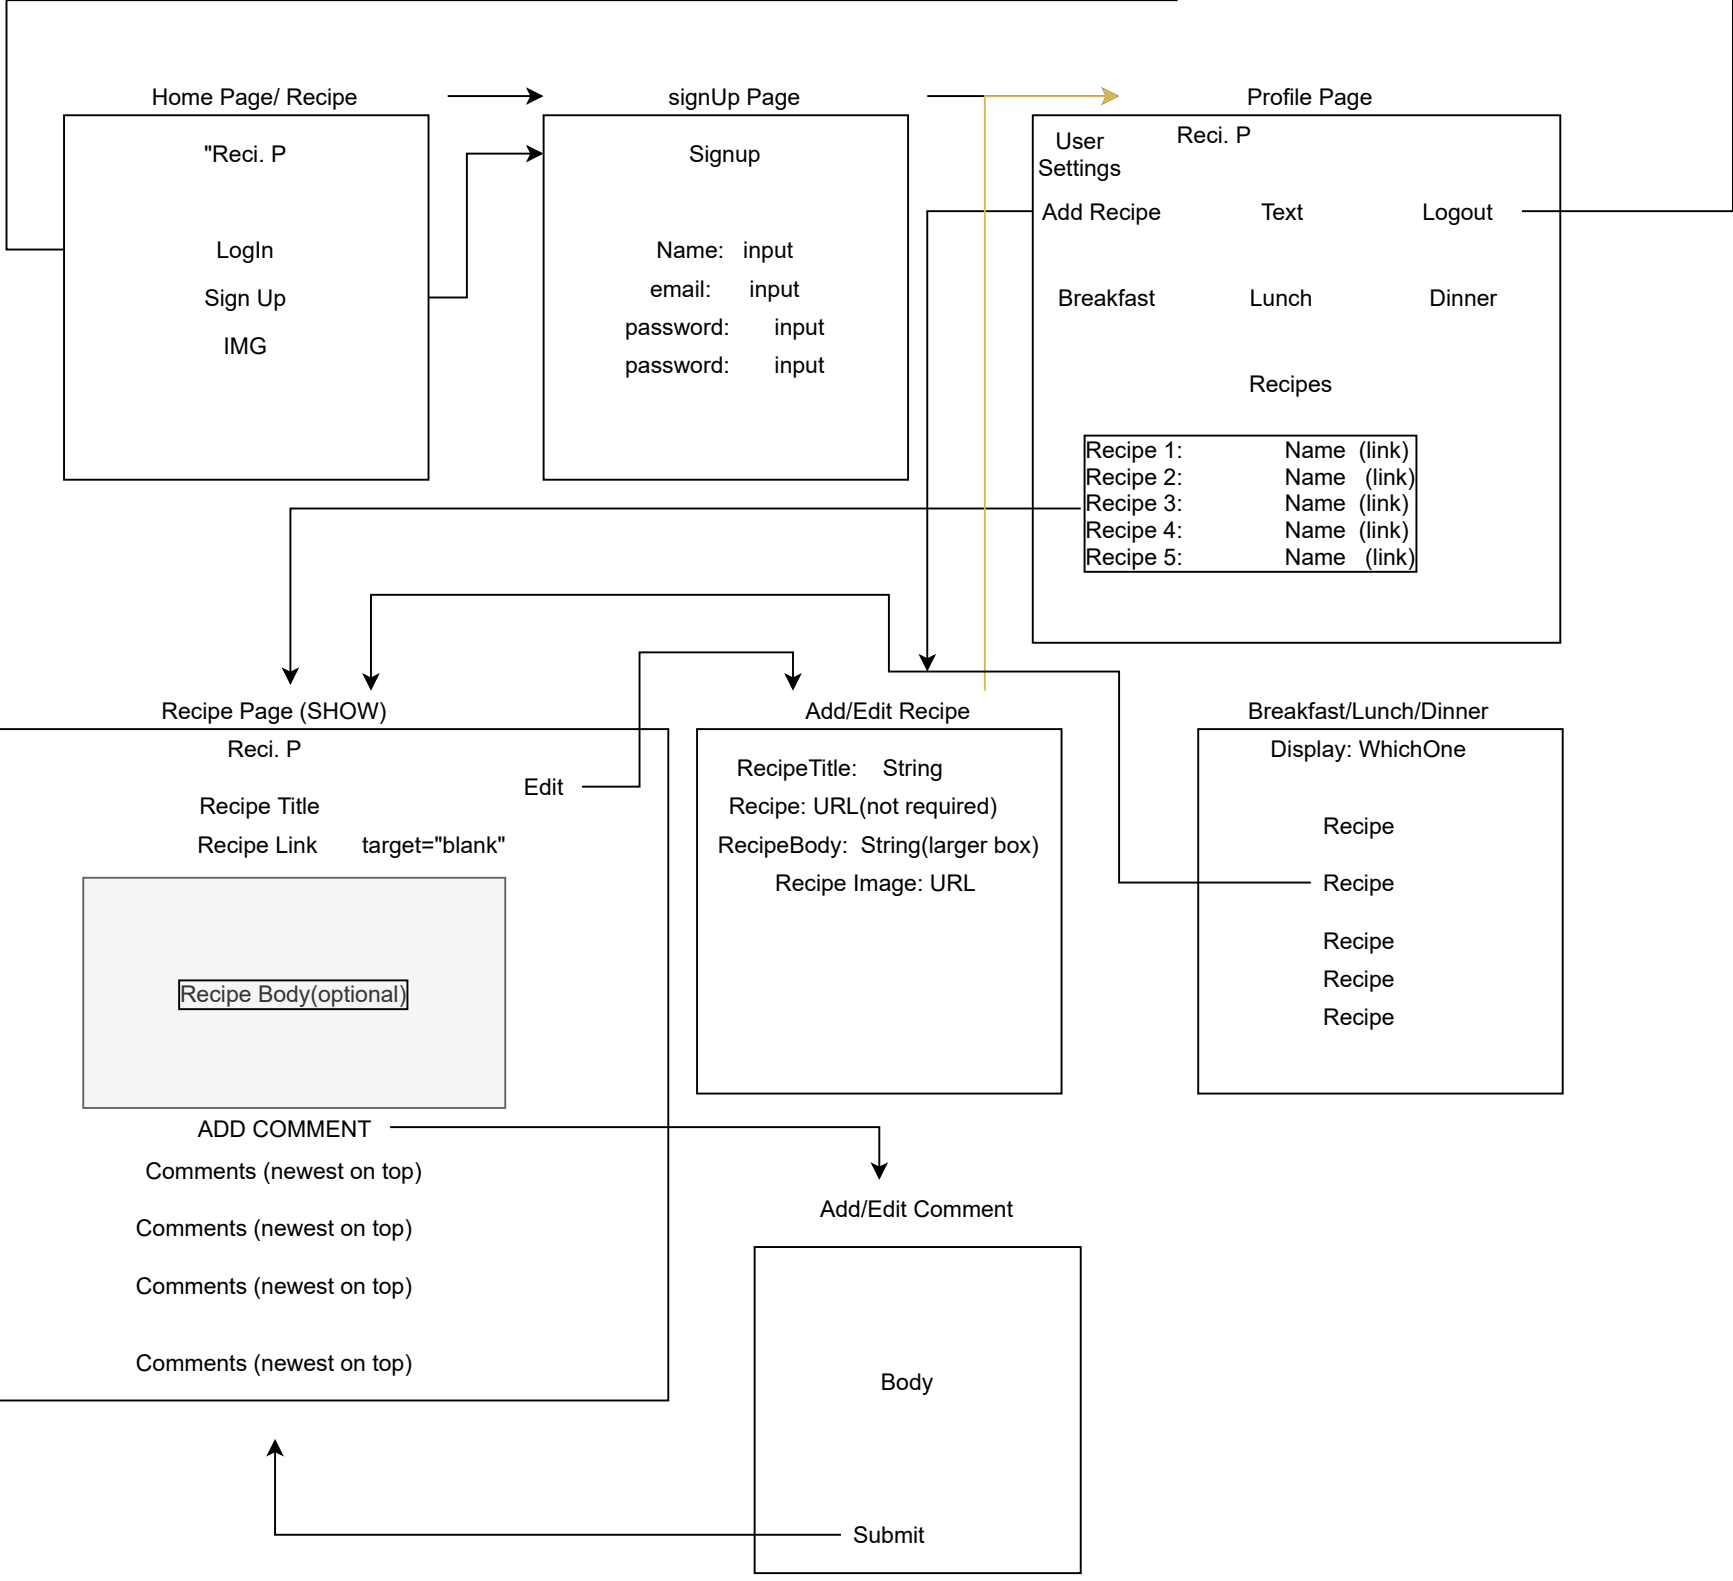 Home Page/ Recipe
"Reci. P
LogIn
Sign Up
IMG
signUp Page
Signup
Name: input
email: input
password: input
password: input
Profile Page
User
Settings
Reci. P
Add Recipe Text Logout
Breakfast Lunch Dinner
Recipes
Recipe 1: Name (link)
Recipe 2: Name (link)
Recipe 3: Name (link)
Recipe 4: Name (link)
Recipe 5: Name (link)
Recipe Page (SHOW)
Reci. P
Edit
Recipe Title
Recipe Link target="blank"
Recipe Body(optional)
ADD COMMENT
Comments (newest on top)
Comments (newest on top)
Comments (newest on top)
Comments (newest on top)
Add/Edit Recipe
RecipeTitle: String
Recipe: URL(not required)
RecipeBody: String(larger box)
Recipe Image: URL
Breakfast/Lunch/Dinner
Display: WhichOne
Recipe
Recipe
Recipe
Recipe
Recipe
Add/Edit Comment
Body
Submit